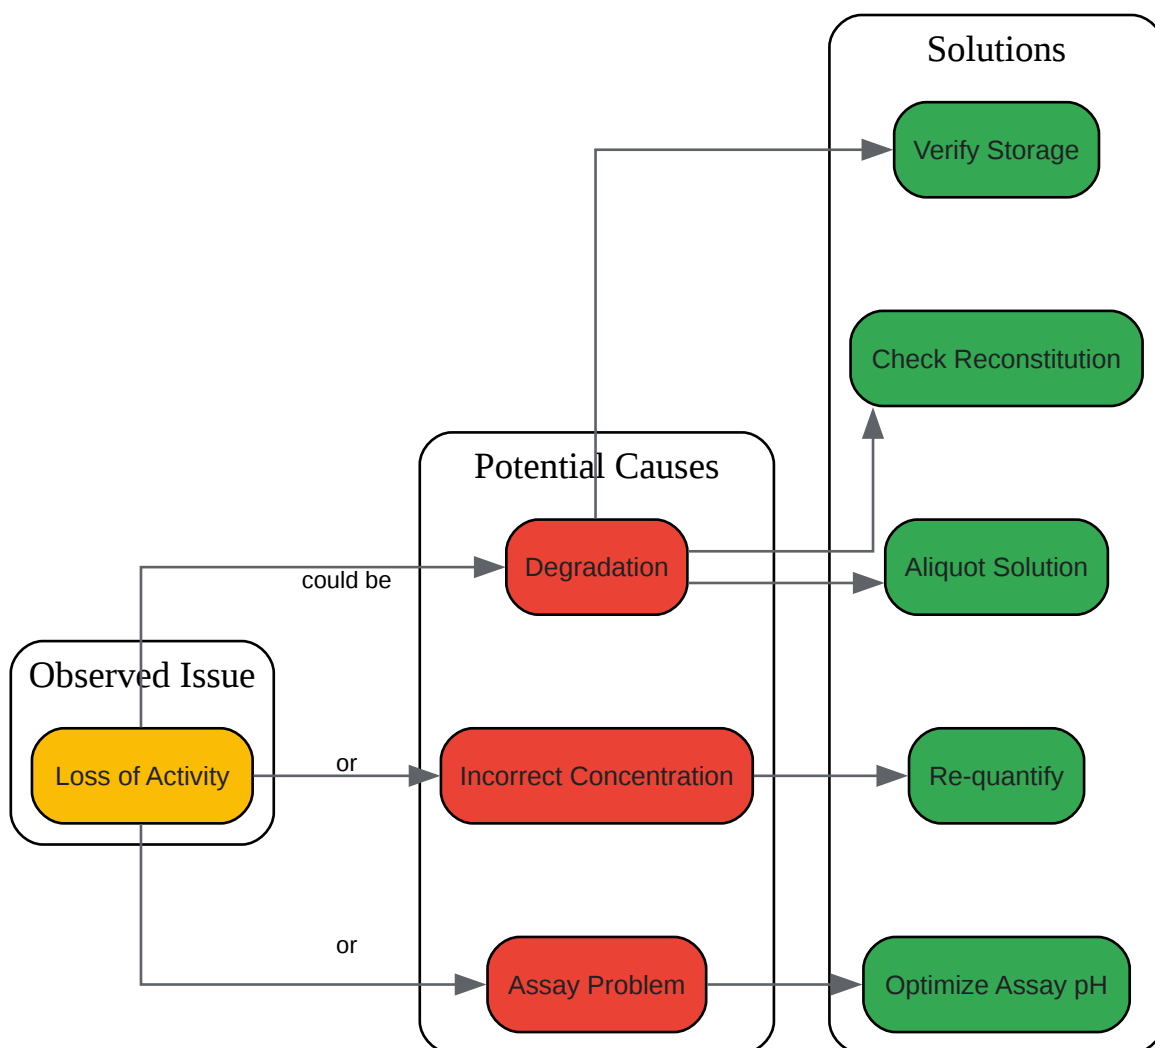 Solutions
Verify Storage
Check Reconstitution
Potential Causes
Degradation
Aliquot Solution
could be
Observed Issue
Loss of Activity
or
Incorrect Concentration
Re-quantify
or
Assay Problem
Optimize Assay pH